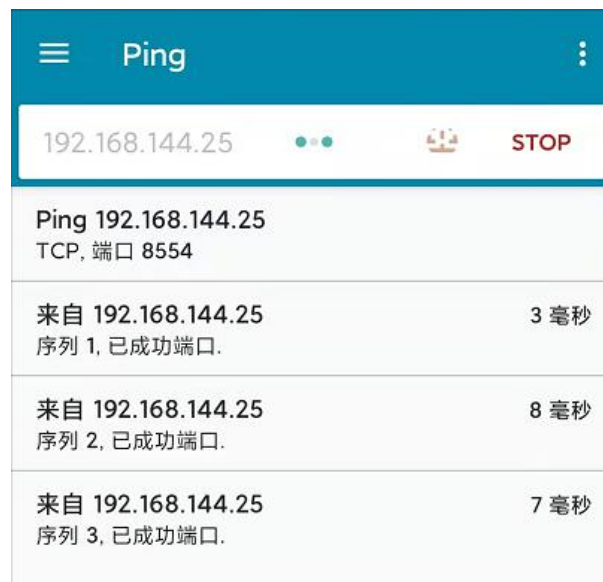 Ping
192.168.144.25
STOP
Ping 192.168.144.25
TCP, 端口 8554
来自 192.168.144.25
3 毫秒
序列 1, 已成功端口.
来自 192.168.144.25
8 毫秒
序列 2, 已成功端口.
来自 192.168.144.25
7 毫秒
序列 3, 已成功端口.